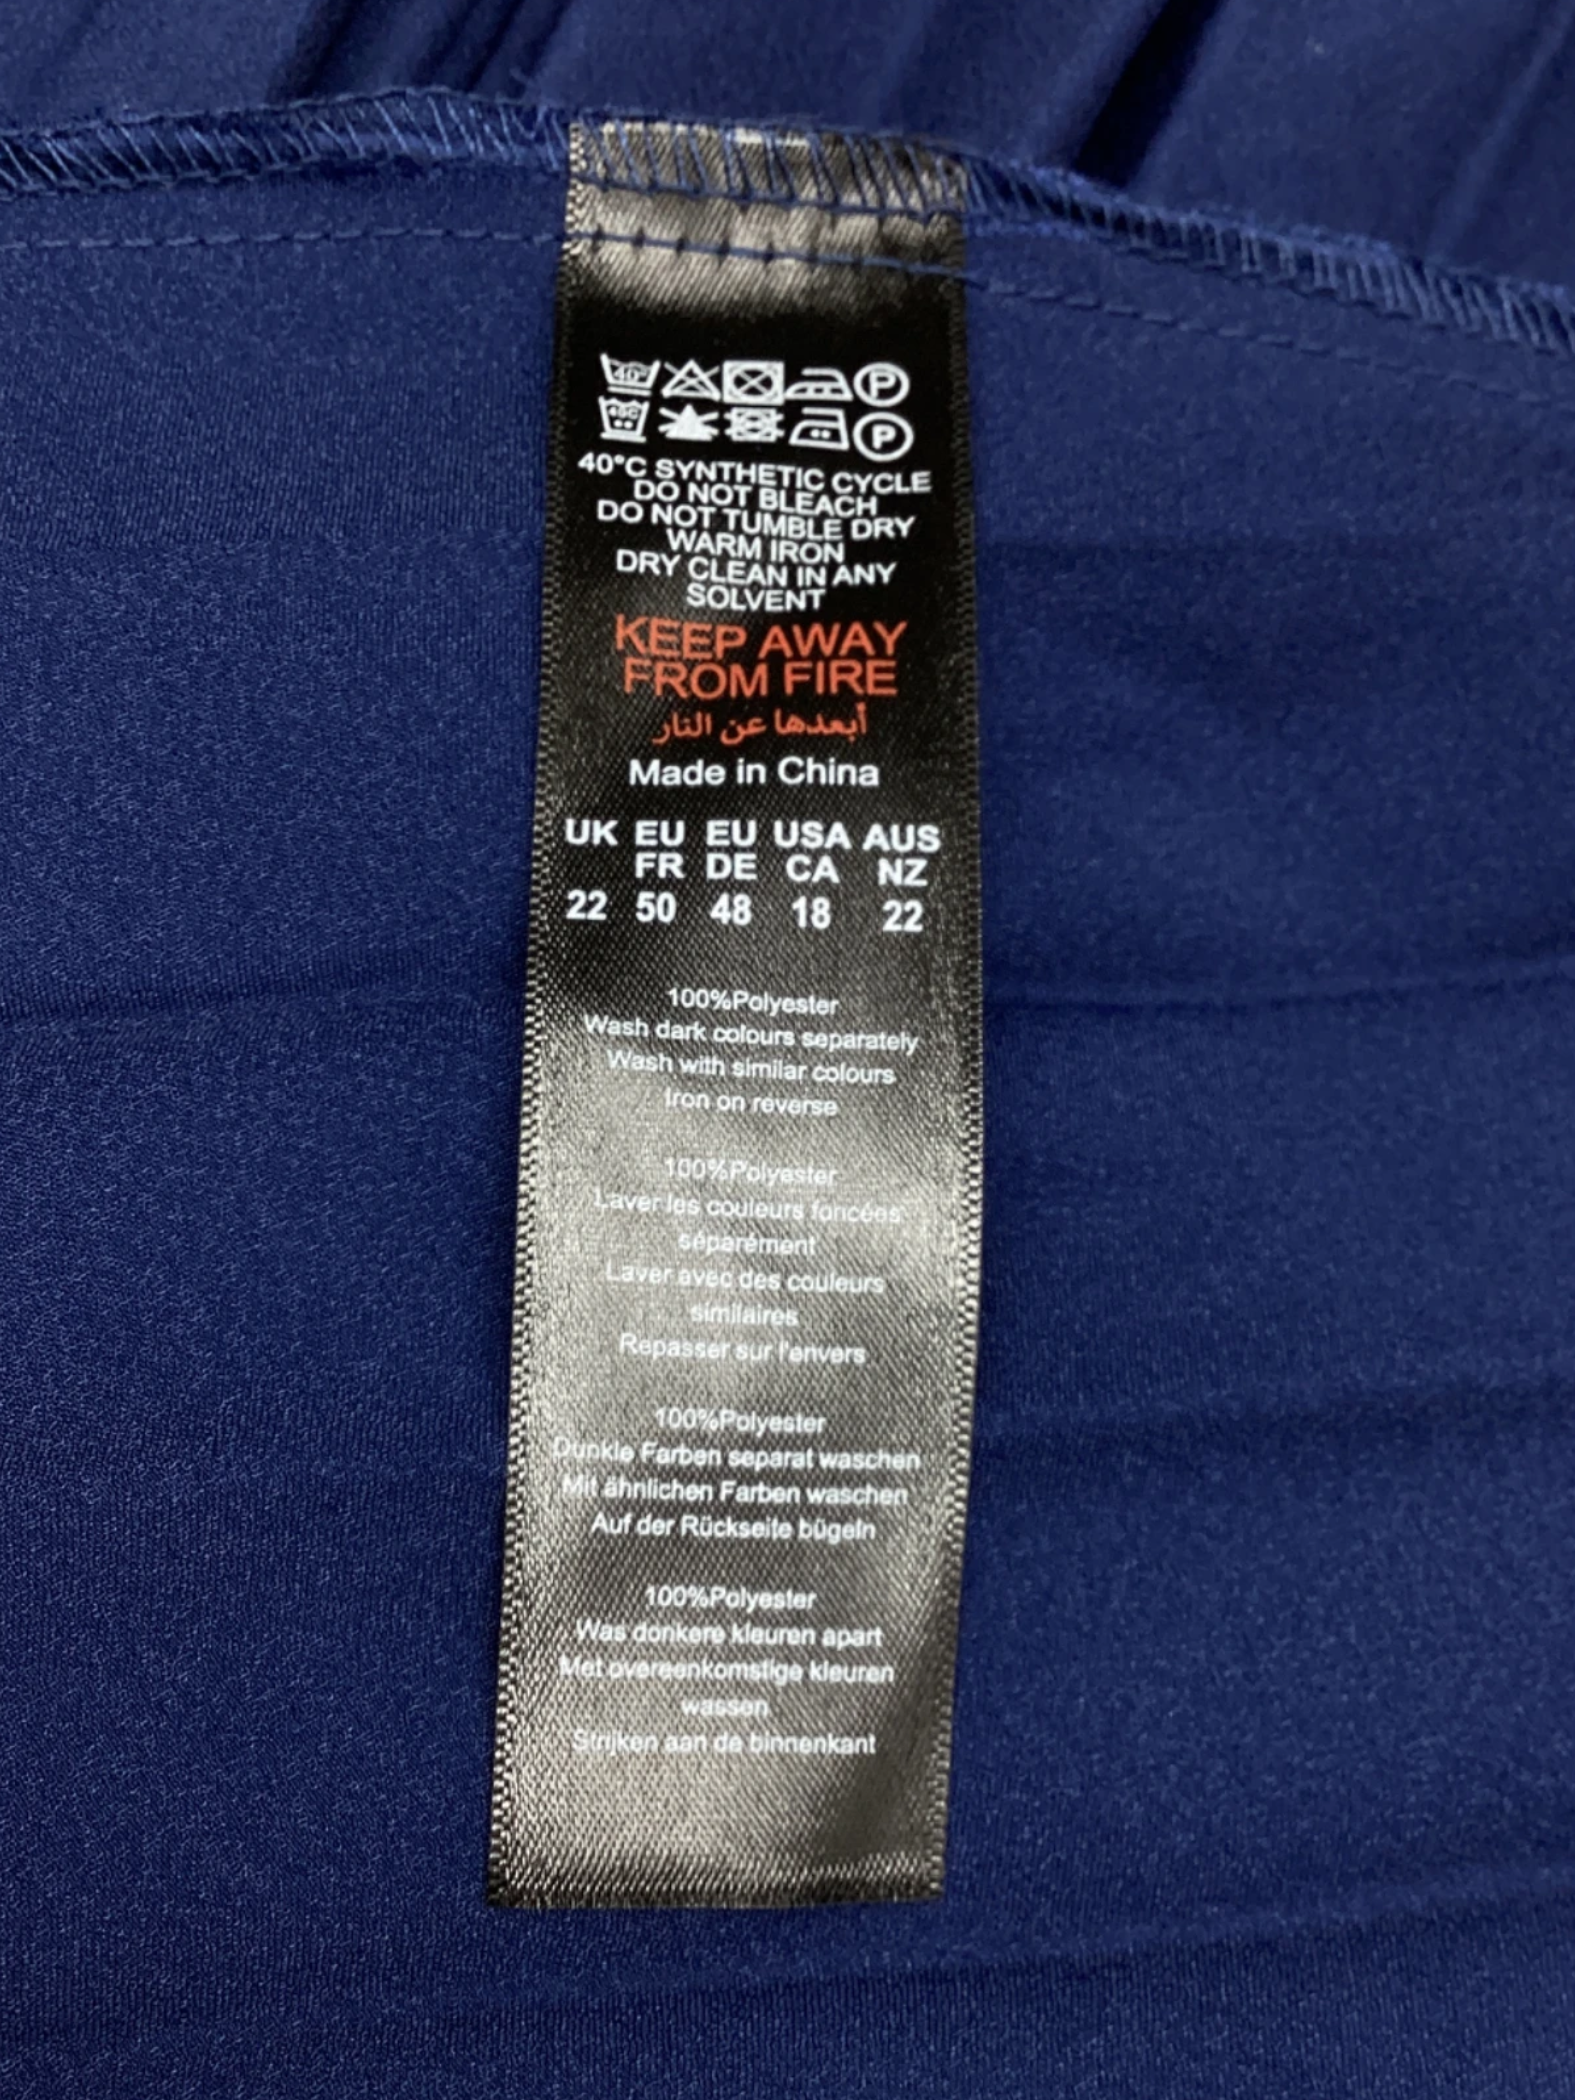 40° P
40C P
40°C SYNTHETIC CYCLE
DO NOT BLEACH
DO NOT TUMBLE DRY
WARM IRON
DRY CLEAN IN ANY
SOLVENT
KEEP AWAY
FROM FIRE
أبعدها عن النار
Made in China
UK EU EU USA AUS
FR DE CA NZ
22 50 48 18 22
100%Polyester
Wash dark colours separately
Wash with similar colours
Iron on reverse
100%Polyester
Laver les couleurs foncées
séparément
Laver avec des couleurs
similaires
Repasser sur l'envers
100%Polyester
Dunkle Farben separat waschen
Mit ähnlichen Farben waschen
Auf der Rückseite bügeln
100%Polyester
Was donkere kleuren apart
Met overeenkomstige kleuren
wassen
Strijken aan de binnenkant